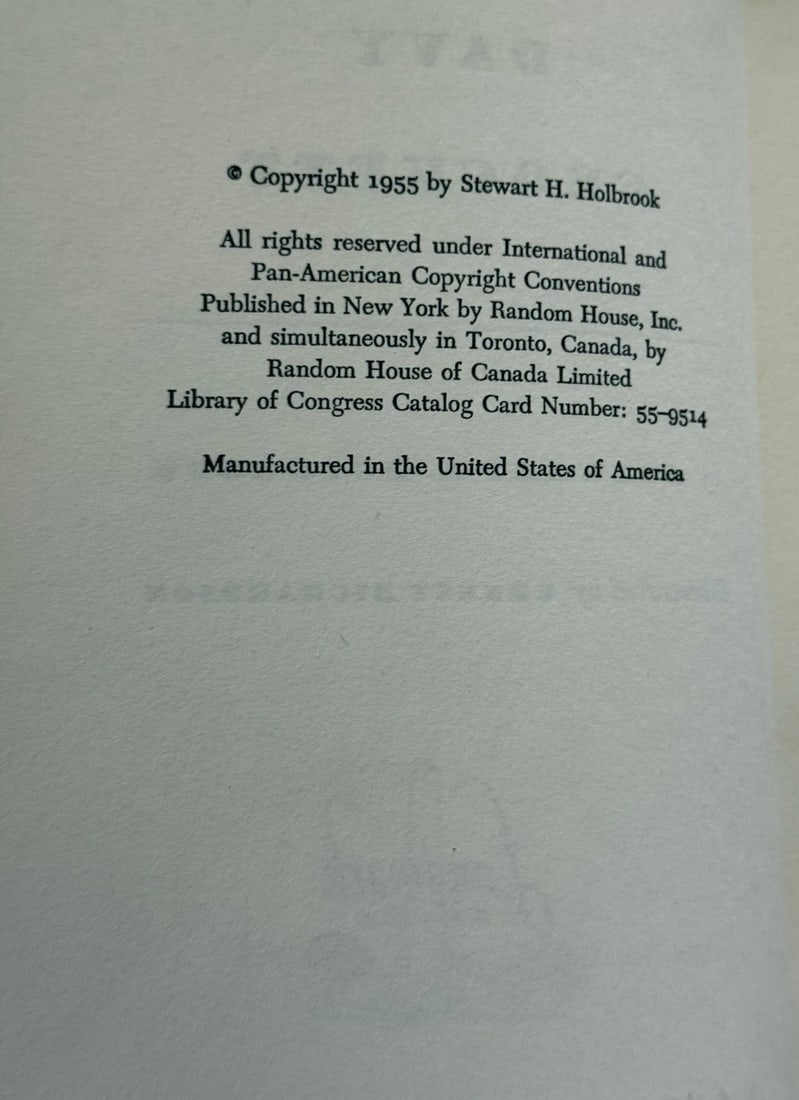 © Copyright 1955 by Stewart H. Holbrook
All rights reserved under International and
Pan-American Copyright Conventions
Published in New York by Random House, Inc.
and simultaneously in Toronto, Canada, by
Random House of Canada Limited
Library of Congress Catalog Card Number: 55-9514
Manufactured in the United States of America